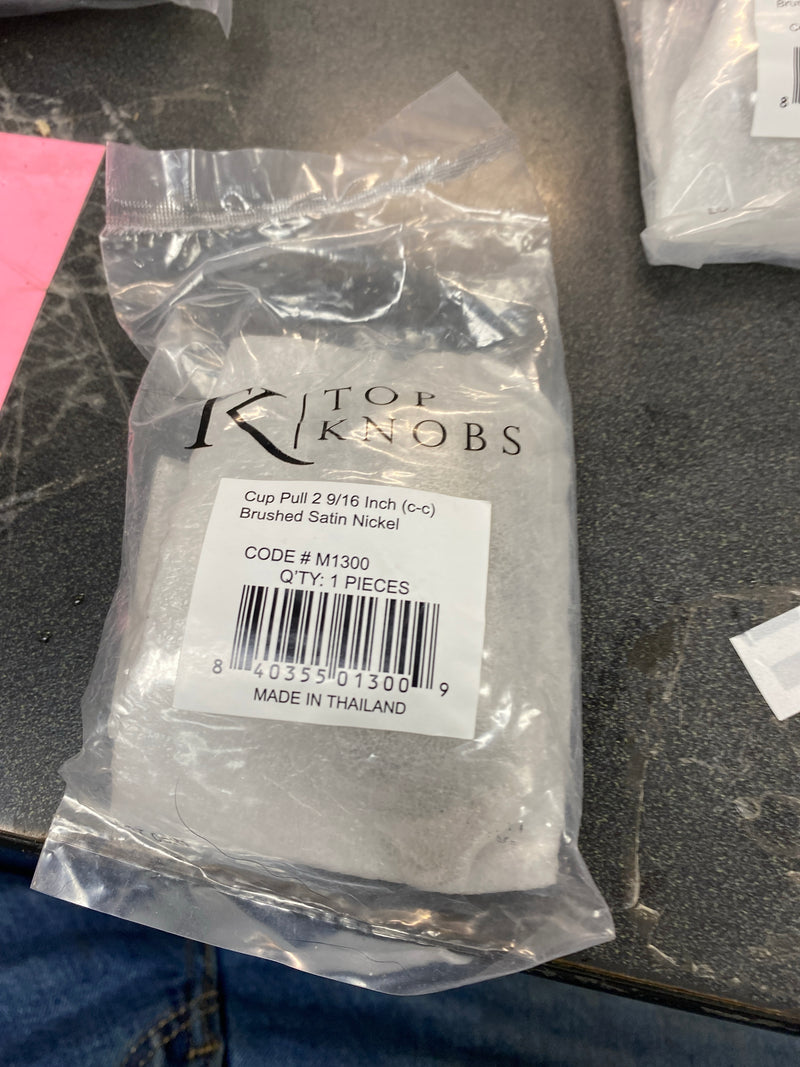 K TOP
KNOBS
Cup Pull 2 9/16 Inch (c-c)
Brushed Satin Nickel
CODE # M1300
Q'TY: 1 PIECES
8 40355 01300 9
MADE IN THAILAND
8